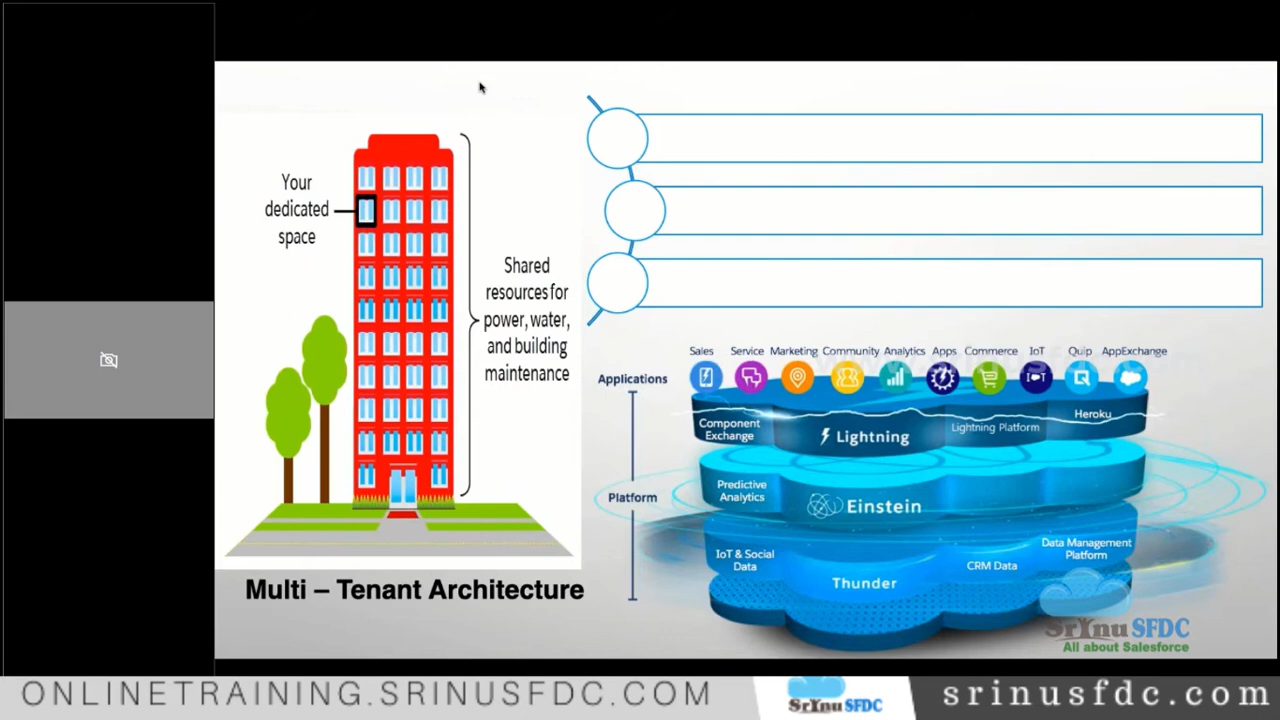 Your
dedicated
space
Shared
resources for
power, water,
and building
maintenance
Multi – Tenant Architecture
Sales Service Marketing Community Analytics Apps Commerce IoT Quip AppExchange
Applications
Component
Exchange
Lightning
Lightning Platform
Heroku
Platform
Predictive
Analytics
Einstein
IoT & Social
Data
Thunder
CRM Data
Data Management
Platform
SrYnu SFDC
All about Salesforce
ONLINETRAINING.SRINUSFDC.COM
SrYnu SFDC
srinusfdc.com